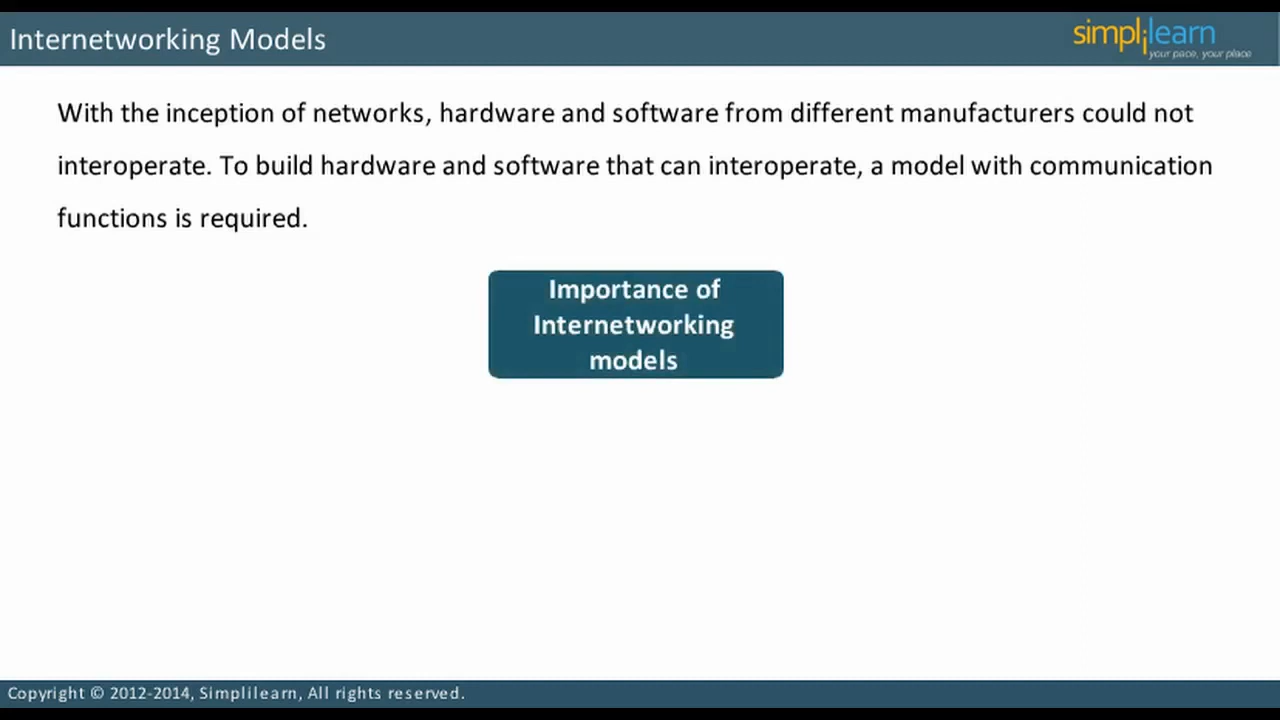 Internetworking Models
simplilearn
your pace, your place
With the inception of networks, hardware and software from different manufacturers could not
interoperate. To build hardware and software that can interoperate, a model with communication
functions is required.
Importance of
Internetworking
models
Copyright © 2012-2014, Simplilearn, All rights reserved.